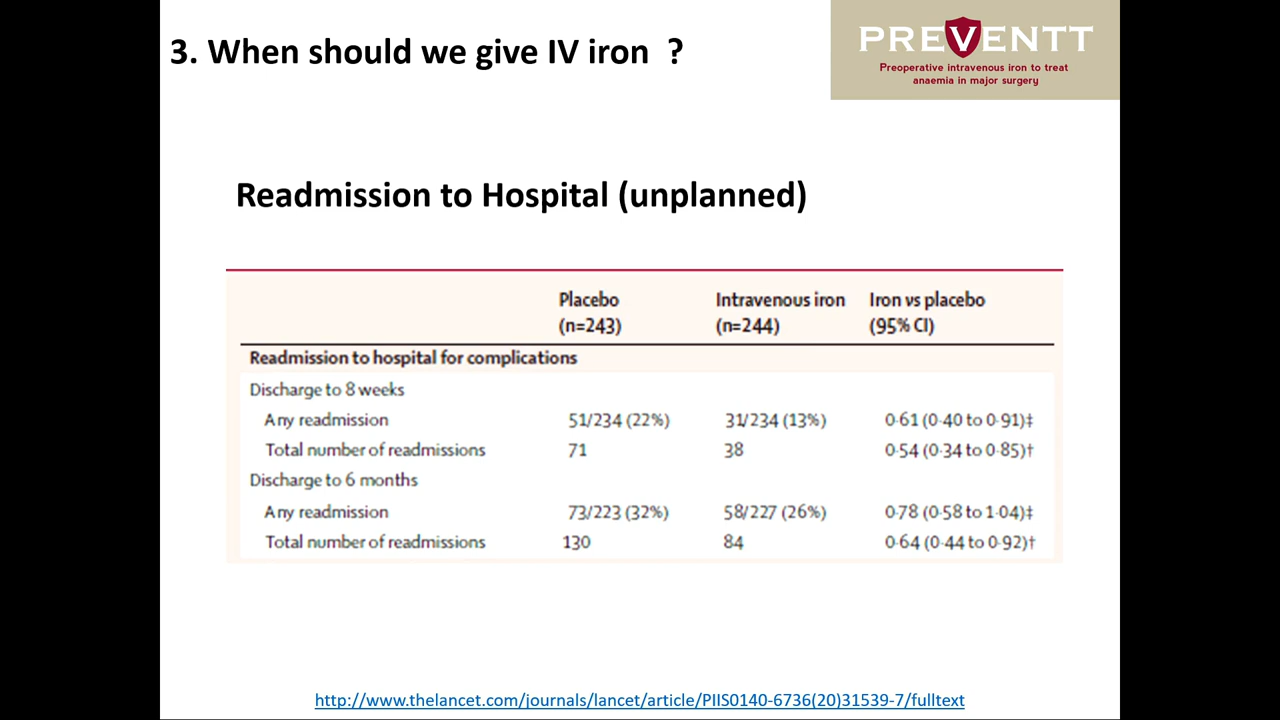 3. When should we give IV iron ?
PREVENTT
Preoperative intravenous iron to treat
anaemia in major surgery
Readmission to Hospital (unplanned)
Placebo Intravenous iron Iron vs placebo
(n=243) (n=244) (95% CI)
Readmission to hospital for complications
Discharge to 8 weeks
Any readmission 51/234 (22%) 31/234 (13%) 0·61 (0·40 to 0·91)‡
Total number of readmissions 71 38 0·54 (0·34 to 0·85)†
Discharge to 6 months
Any readmission 73/223 (32%) 58/227 (26%) 0·78 (0·58 to 1·04)‡
Total number of readmissions 130 84 0·64 (0·44 to 0·92)†
http://www.thelancet.com/journals/lancet/article/PIIS0140-6736(20)31539-7/fulltext